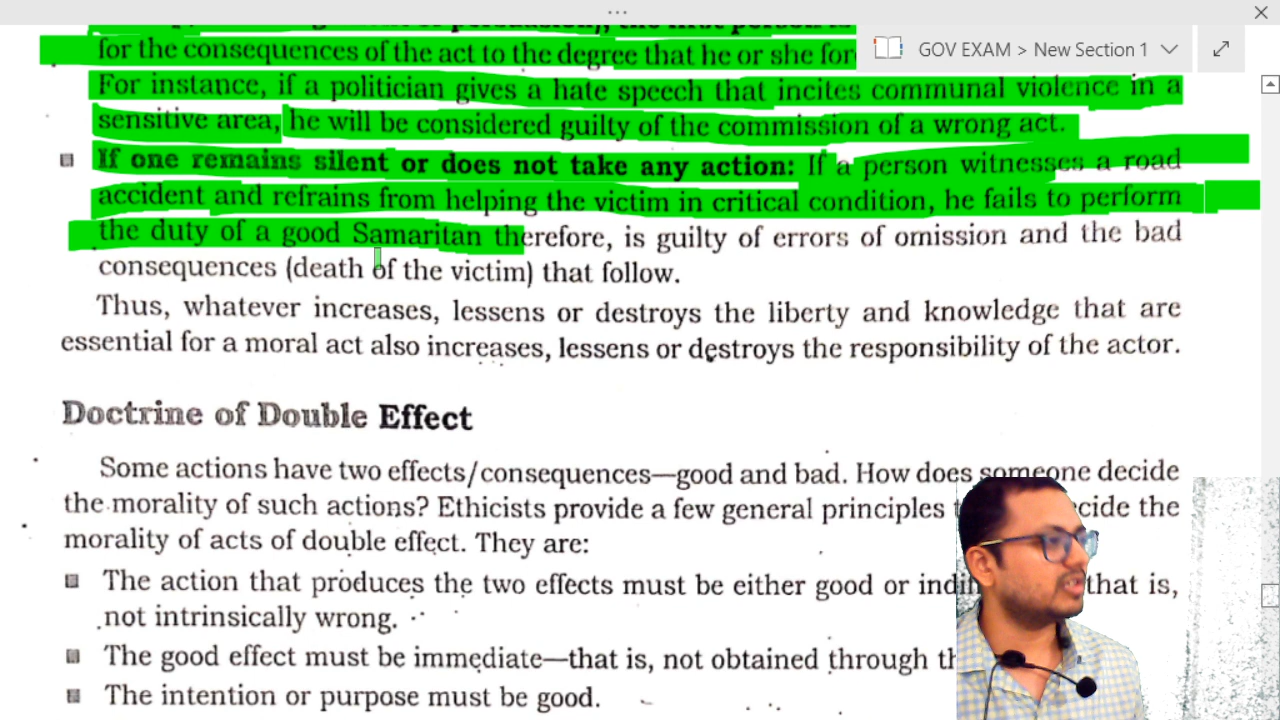 GOV EXAM > New Section 1
for the consequences of the act to the degree that he or she
For instance, if a politician gives a hate speech that incites communal violence in a
sensitive area, he will be considered guilty of the commission of a wrong act.
If one remains silent or does not take any action: If a person witnesses a road
accident and refrains from helping the victim in critical condition, he fails to perform
the duty of a good Samaritan therefore, is guilty of errors of omission and the bad
consequences (death of the victim) that follow.
Thus, whatever increases, lessens or destroys the liberty and knowledge that are
essential for a moral act also increases, lessens or destroys the responsibility of the actor.
Doctrine of Double Effect
Some actions have two effects/consequences—good and bad. How does someone decide
the morality of such actions? Ethicists provide a few general principles the
morality of acts of double effect. They are:
The action that produces the two effects must be either good or that is,
not intrinsically wrong.
The good effect must be immediate—that is, not obtained through
The intention or purpose must be good.